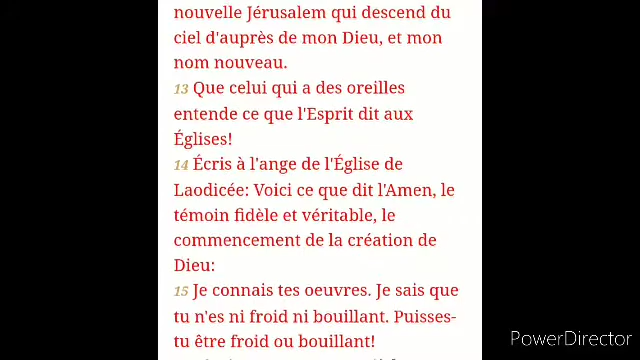 nouvelle Jérusalem qui descend du
ciel d'auprès de mon Dieu, et mon
nom nouveau.
13 Que celui qui a des oreilles
entende ce que l'Esprit dit aux
Églises!
14 Écris à l'ange de l'Église de
Laodicée: Voici ce que dit l'Amen, le
témoin fidèle et véritable, le
commencement de la création de
Dieu:
15 Je connais tes oeuvres. Je sais que
tu n'es ni froid ni bouillant. Puisses-
tu être froid ou bouillant!
PowerDirector